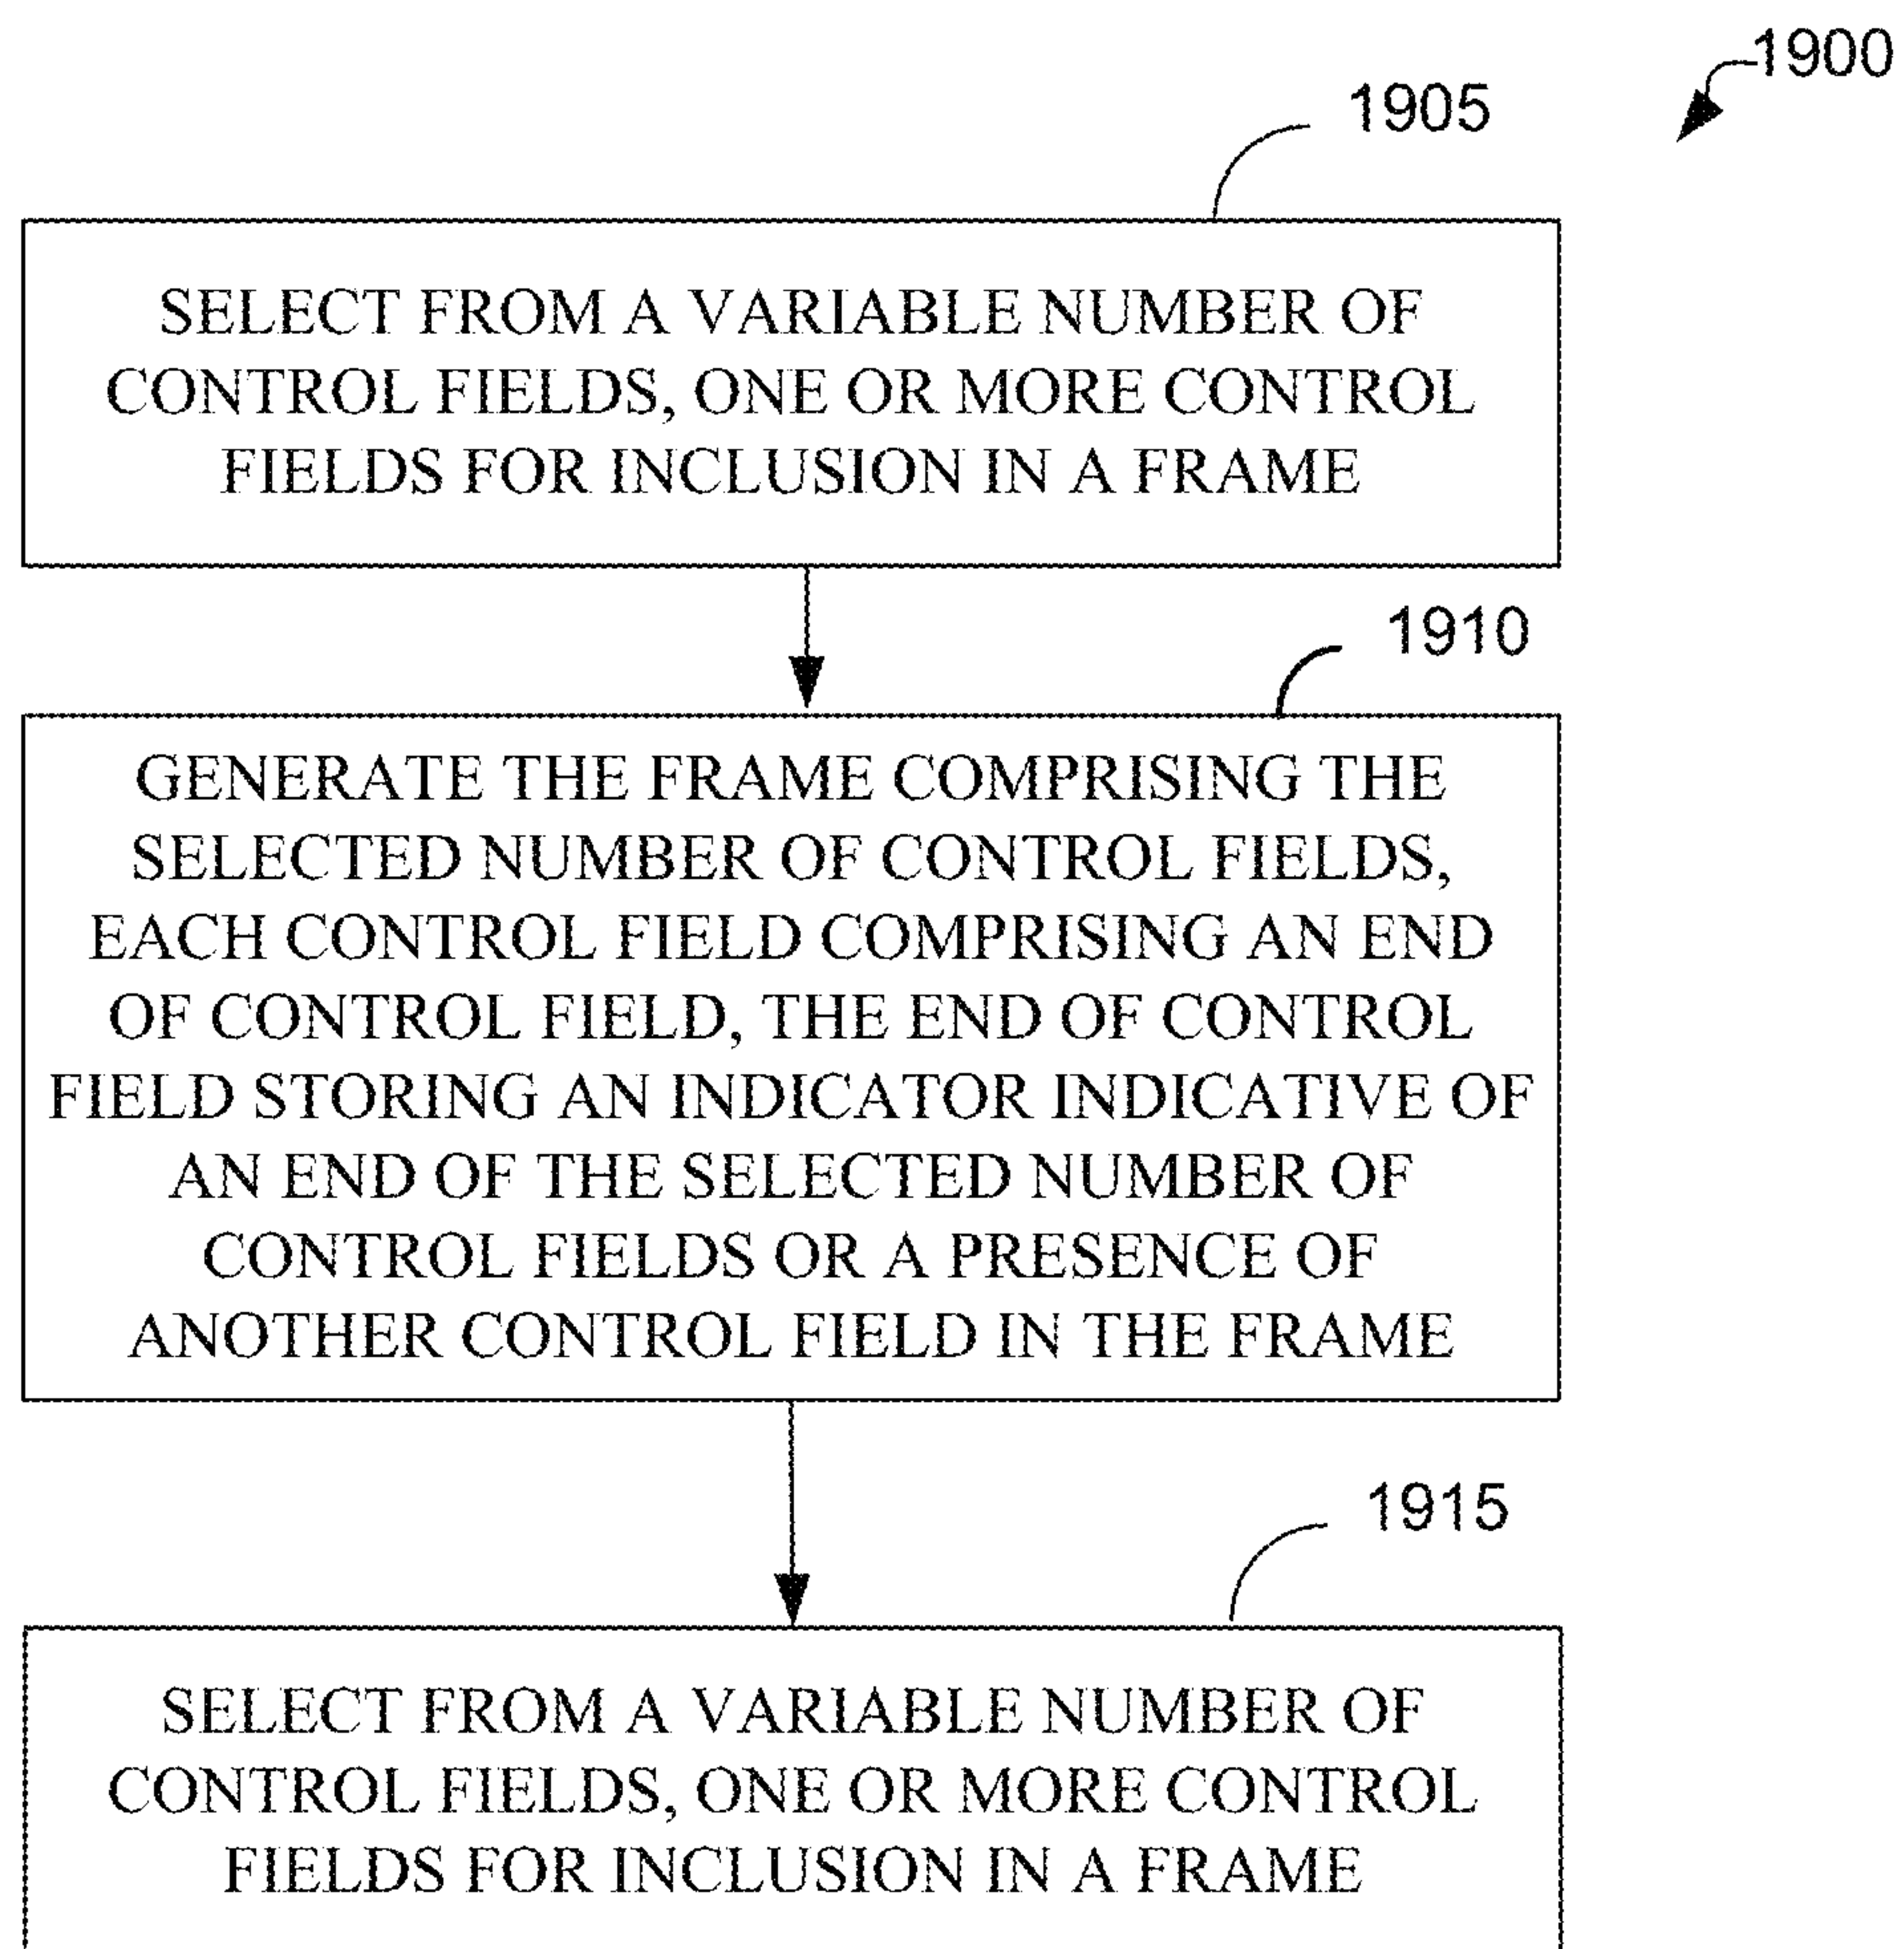 1900
1905
SELECT FROM A VARIABLE NUMBER OF
CONTROL FIELDS, ONE OR MORE CONTROL
FIELDS FOR INCLUSION IN A FRAME
1910
GENERATE THE FRAME COMPRISING THE
SELECTED NUMBER OF CONTROL FIELDS,
EACH CONTROL FIELD COMPRISING AN END
OF CONTROL FIELD, THE END OF CONTROL
FIELD STORING AN INDICATOR INDICATIVE OF
AN END OF THE SELECTED NUMBER OF
CONTROL FIELDS OR A PRESENCE OF
ANOTHER CONTROL FIELD IN THE FRAME
1915
SELECT FROM A VARIABLE NUMBER OF
CONTROL FIELDS, ONE OR MORE CONTROL
FIELDS FOR INCLUSION IN A FRAME